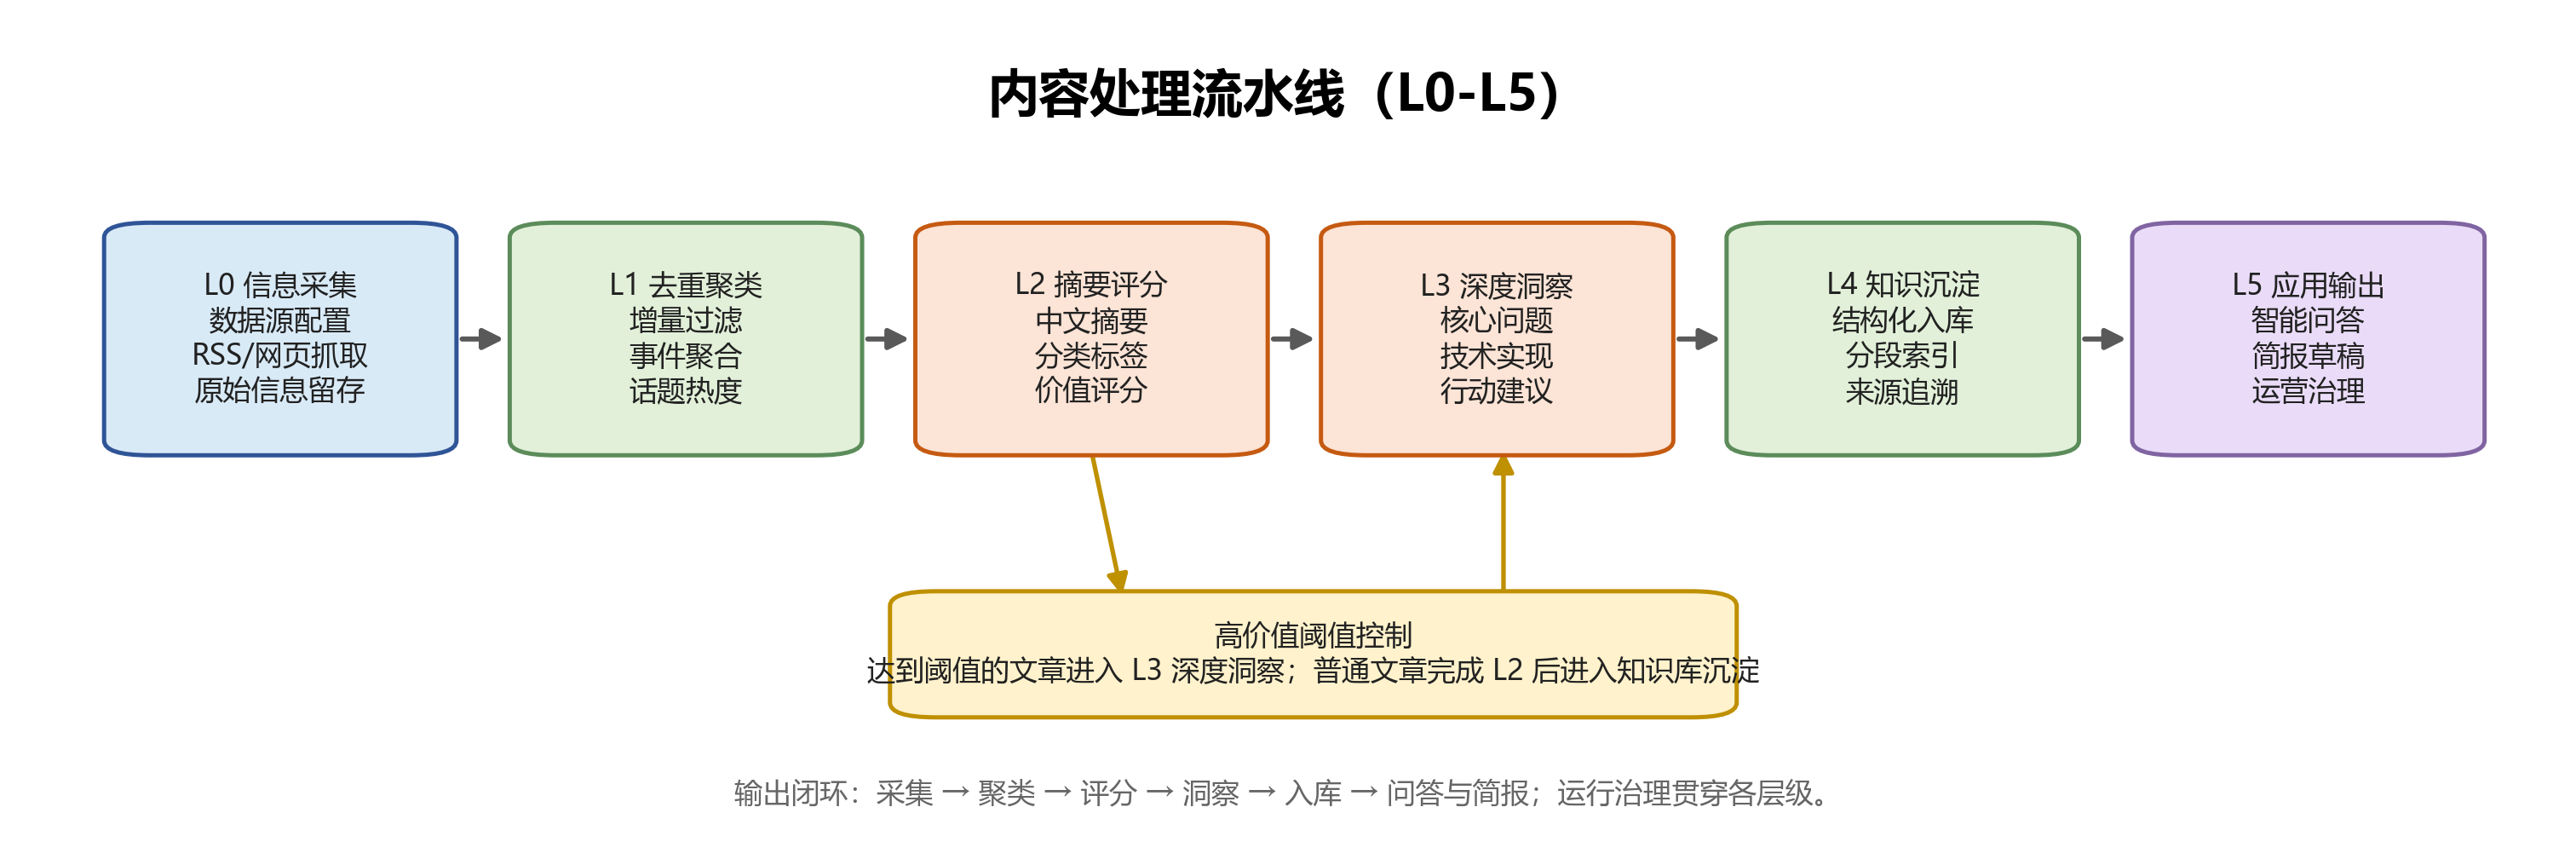 内容处理流水线（L0-L5）
L0 信息采集
数据源配置
RSS/网页抓取
原始信息留存
L1 去重聚类
增量过滤
事件聚合
话题热度
L2 摘要评分
中文摘要
分类标签
价值评分
L3 深度洞察
核心问题
技术实现
行动建议
L4 知识沉淀
结构化入库
分段索引
来源追溯
L5 应用输出
智能问答
简报草稿
运营治理
高价值阈值控制
达到阈值的文章进入 L3 深度洞察；普通文章完成 L2 后进入知识库沉淀
输出闭环：采集 → 聚类 → 评分 → 洞察 → 入库 → 问答与简报；运行治理贯穿各层级。